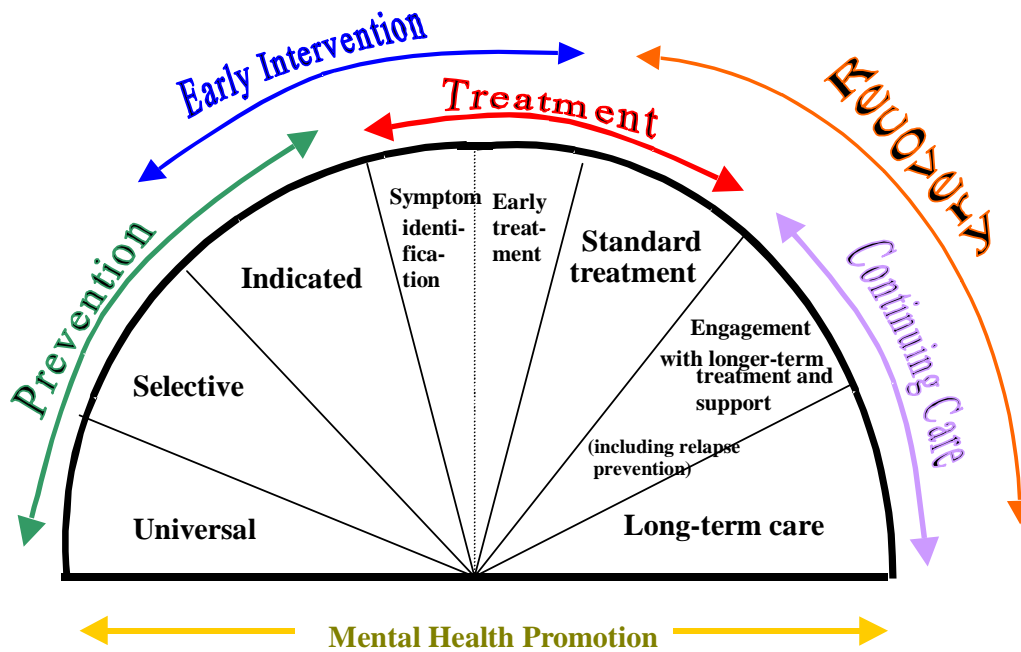 Early Intervention
Treatment
Recovery
Prevention
Continuing Care
Symptom
identi-
fica-
tion
Early
treat-
ment
Standard
treatment
Indicated
Selective
Universal
Engagement
with longer-term
treatment and
support
(including relapse
prevention)
Long-term care
Mental Health Promotion